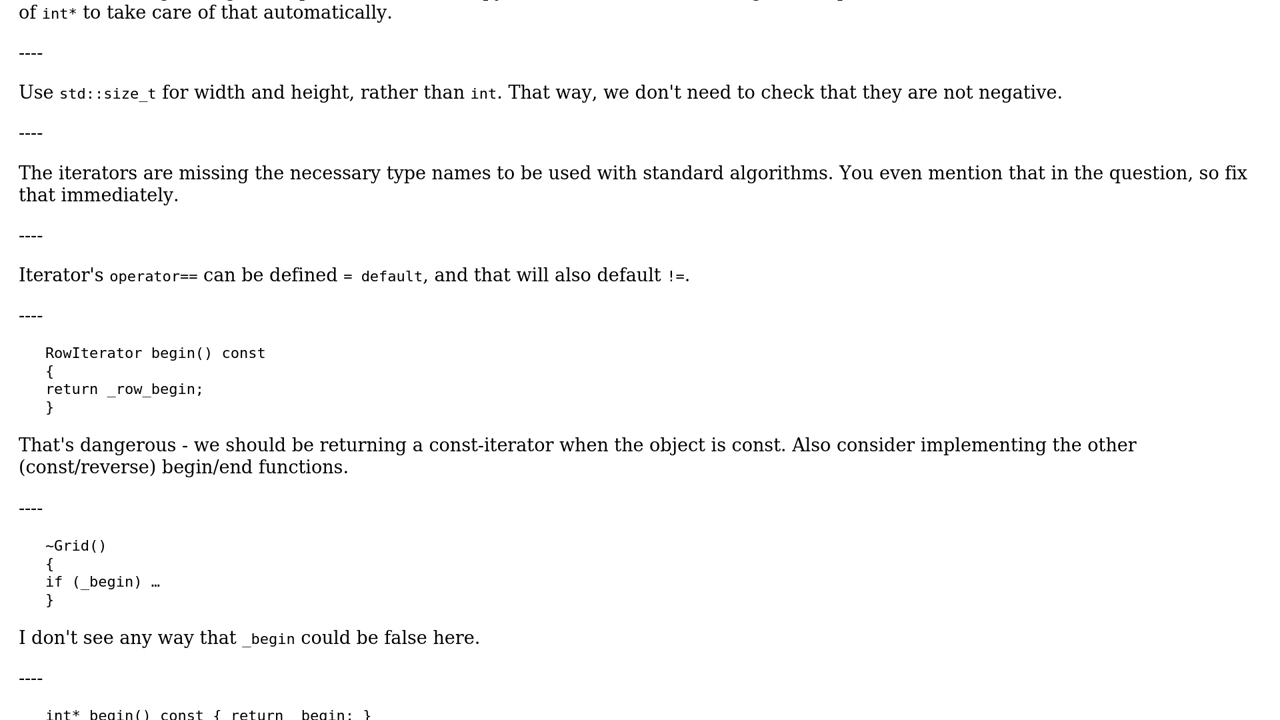 of int* to take care of that automatically.
----
Use std::size_t for width and height, rather than int. That way, we don't need to check that they are not negative.
----
The iterators are missing the necessary type names to be used with standard algorithms. You even mention that in the question, so fix
that immediately.
----
Iterator's operator== can be defined = default, and that will also default !=.
----
RowIterator begin() const
{
return _row_begin;
}
That's dangerous - we should be returning a const-iterator when the object is const. Also consider implementing the other
(const/reverse) begin/end functions.
----
~Grid()
{
if (_begin) …
}
I don't see any way that _begin could be false here.
----
int* begin() const { return _begin; }